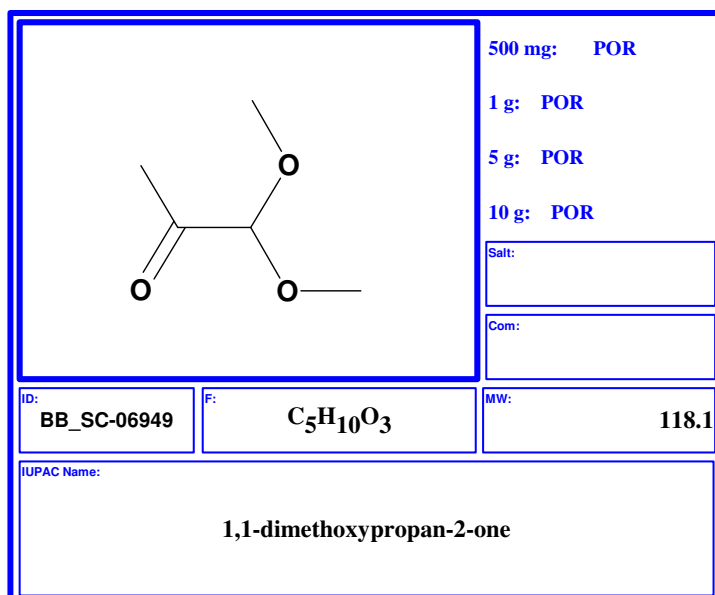 500 mg: POR
1 g: POR
5 g: POR
10 g: POR
O
O
O
Salt:
Com:
ID:
BB_SC-06949
F:
C5H10O3
MW:
118.1
IUPAC Name:
1,1-dimethoxypropan-2-one